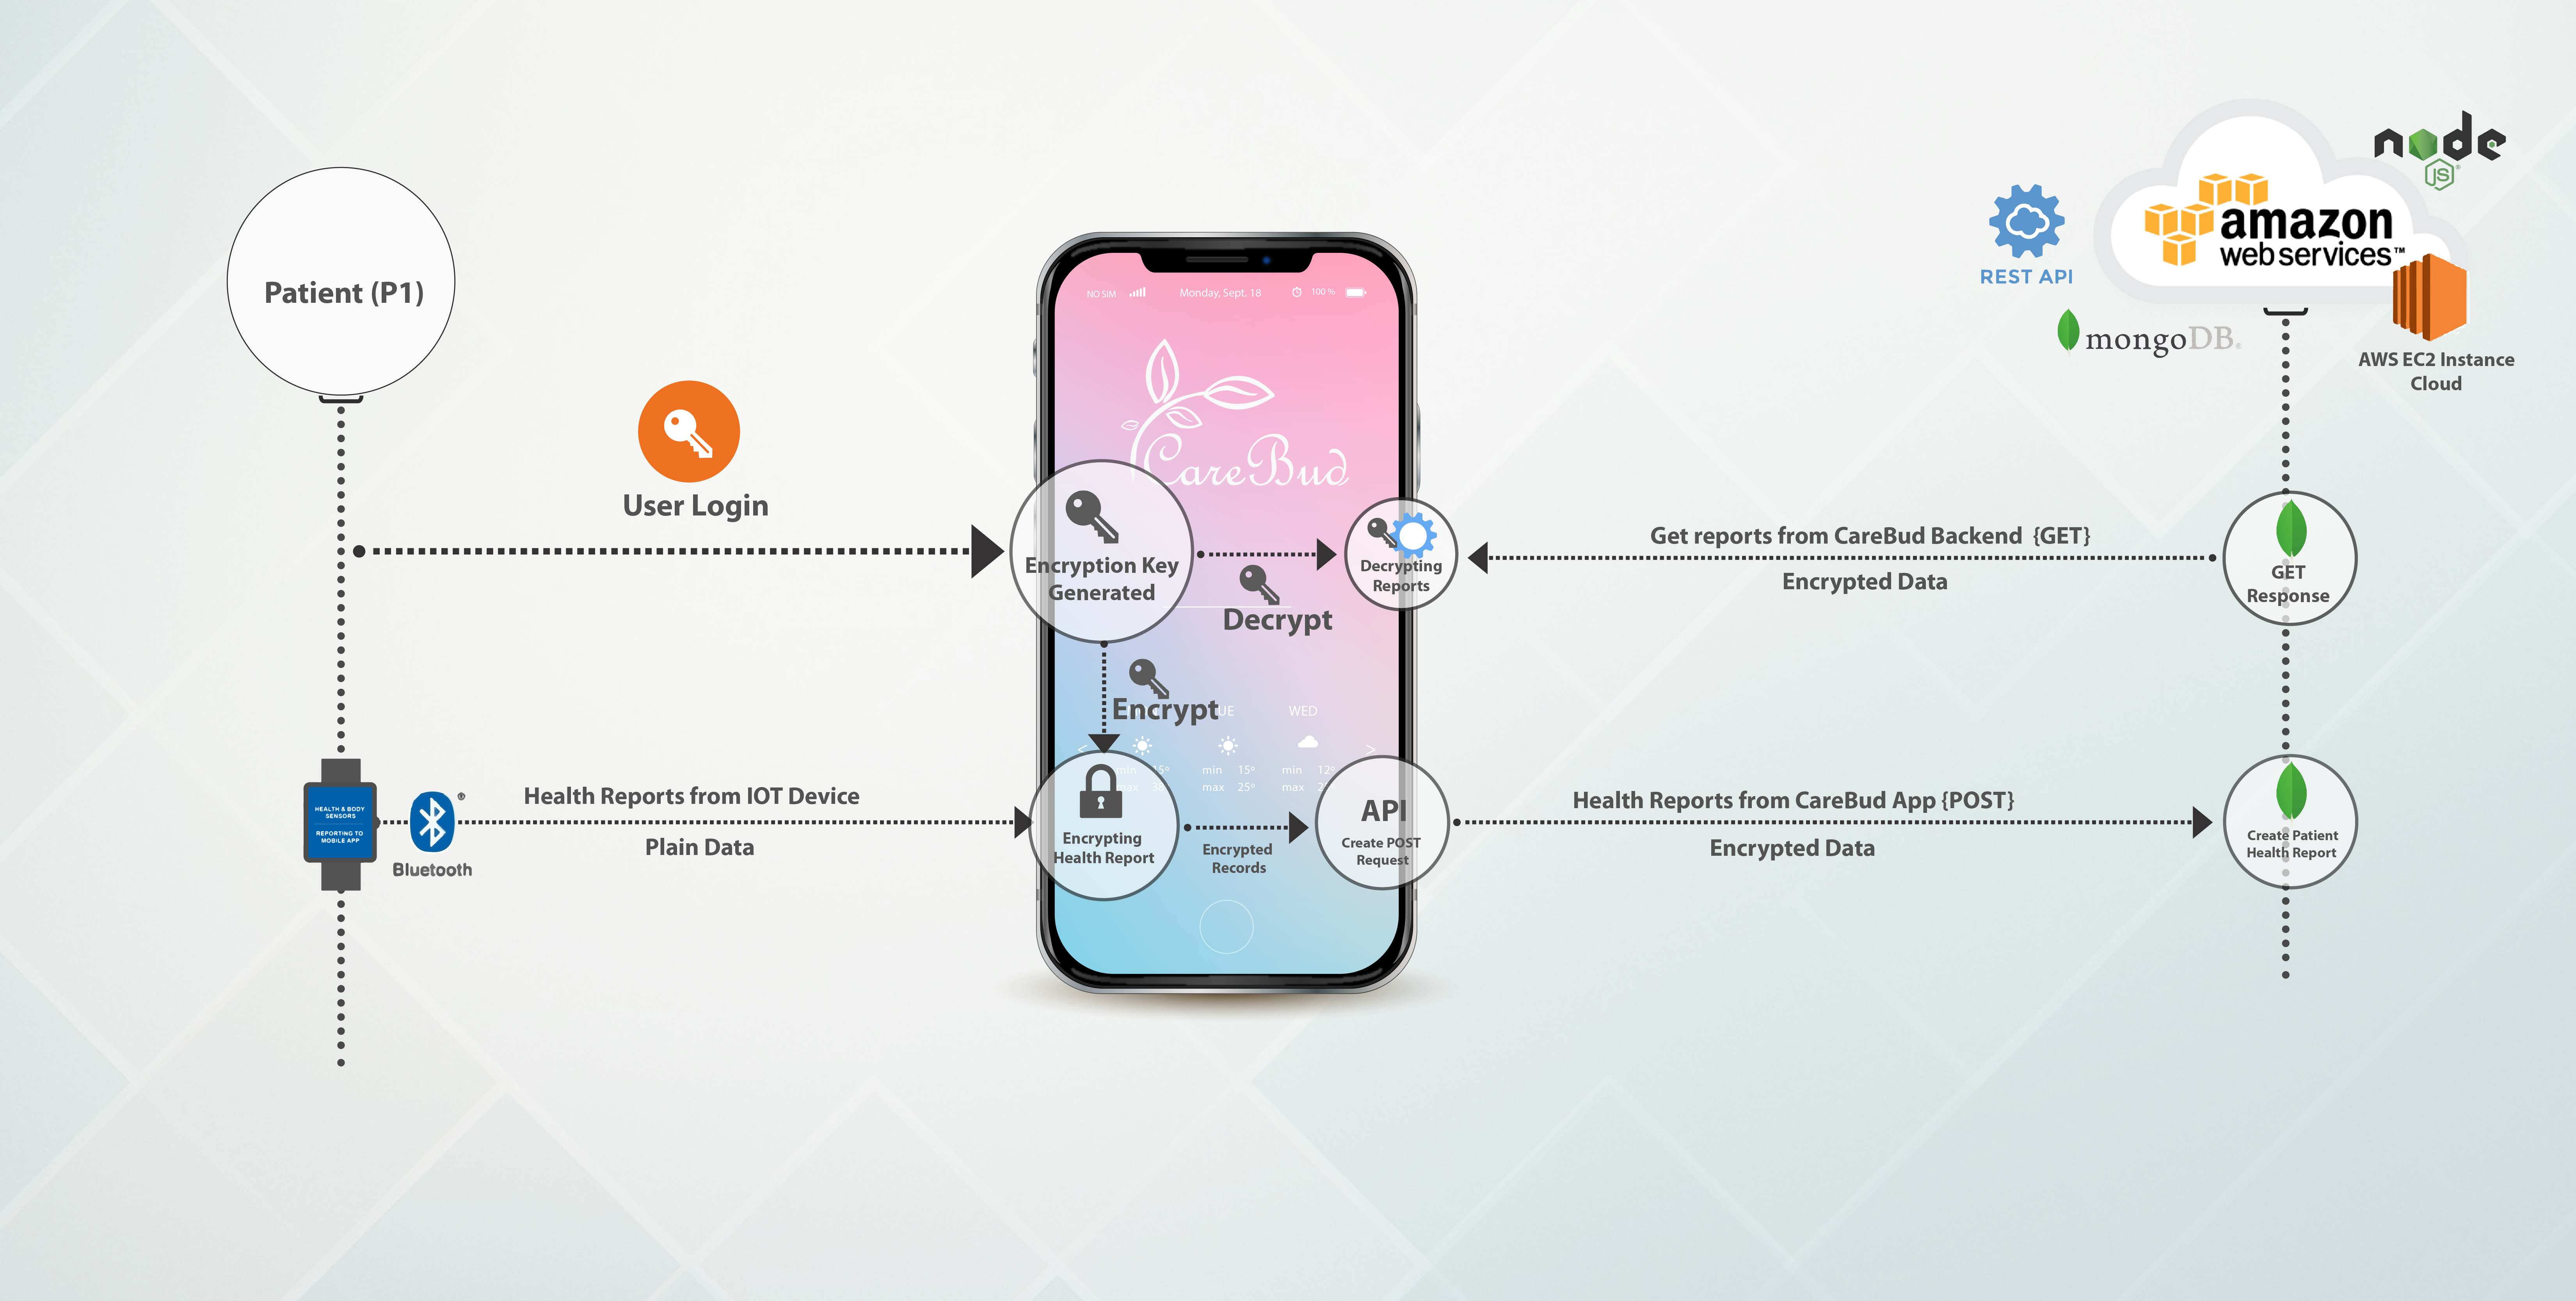 Patient (P1)
User Login
HEALTH & BODY
SENSORS
REPORTING TO
MOBILE APP
®
Bluetooth
Health Reports from IOT Device
Plain Data
NO SIM
Monday, Sept. 18
100 %
CareBud
Encryption Key
Generated
Decrypt
Decrypting
Reports
Encrypt
WED
min 15º
max 25º
min 12º
max
Encrypting
Health Report
Encrypted
Records
API
Create POST
Request
Get reports from CareBud Backend {GET}
Encrypted Data
Health Reports from CareBud App {POST}
Encrypted Data
REST API
amazon
web services™
node
JS
mongoDB®
AWS EC2 Instance
Cloud
GET
Response
Create Patient
Health Report